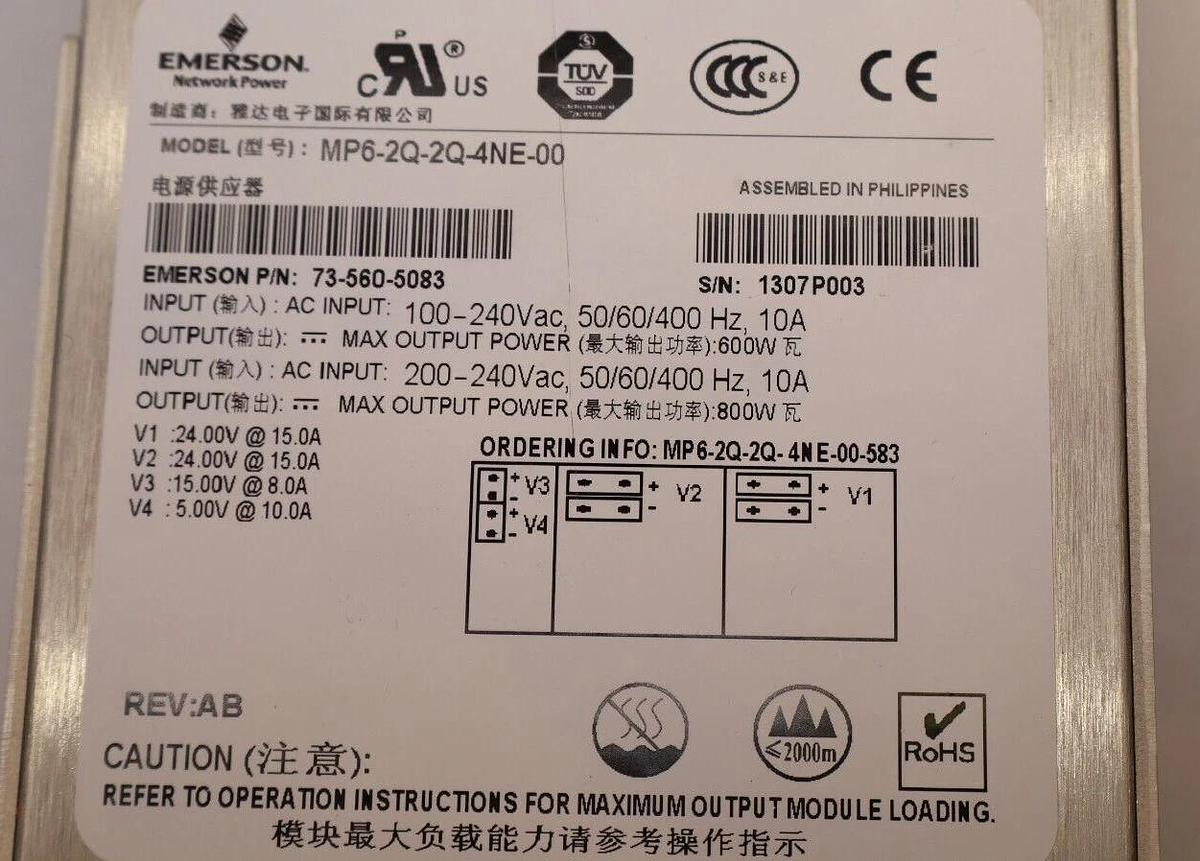 EMERSON.
Network Power
P
C RU ® US
TÜV
SÜD
CCC S&E
CE
制造商：雅达电子国际有限公司
MODEL (型号)： MP6-2Q-2Q-4NE-00
电源供应器
ASSEMBLED IN PHILIPPINES
EMERSON P/N: 73-560-5083
S/N: 1307P003
INPUT (输入) : AC INPUT: 100-240Vac, 50/60/400 Hz, 10A
OUTPUT(输出): ⎓ MAX OUTPUT POWER (最大输出功率):600W 瓦
INPUT (输入) : AC INPUT: 200-240Vac, 50/60/400 Hz, 10A
OUTPUT(输出): ⎓ MAX OUTPUT POWER (最大输出功率):800W 瓦
V1 :24.00V @ 15.0A
V2 :24.00V @ 15.0A
V3 :15.00V @ 8.0A
V4 : 5.00V @ 10.0A
ORDERING INFO: MP6-2Q-2Q-4NE-00-583
+ - V3
+ - V4
+ - V2
+ - V1
REV:AB
≤2000m
RoHS
CAUTION (注意):
REFER TO OPERATION INSTRUCTIONS FOR MAXIMUM OUTPUT MODULE LOADING.
模块最大负载能力请参考操作指示